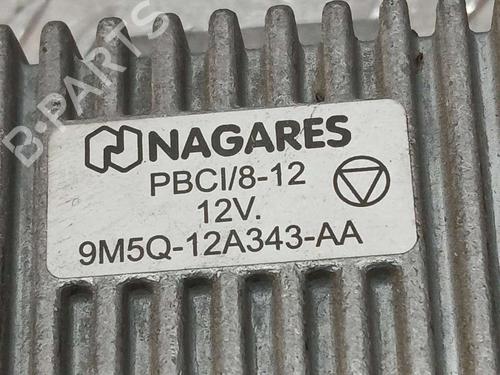 B-PARTS
NAGARES
PBCI/8-12
12V.
9M5Q-12A343-AA